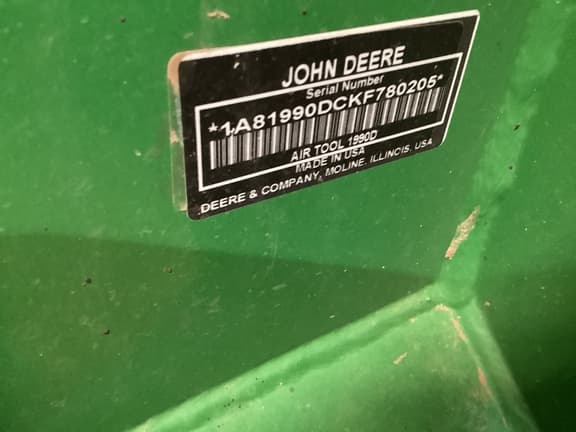 JOHN DEERE
Serial Number
*1A81990DCKF780205*
AIR TOOL 1990D
MADE IN USA
DEERE & COMPANY, MOLINE, ILLINOIS, USA